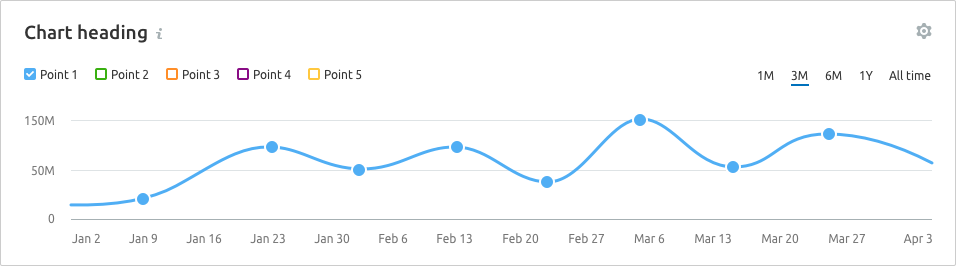 Chart heading i
Point 1 Point 2 Point 3 Point 4 Point 5 1M 3M 6M 1Y All time
150M
50M
0
Jan 2 Jan 9 Jan 16 Jan 23 Jan 30 Feb 6 Feb 13 Feb 20 Feb 27 Mar 6 Mar 13 Mar 20 Mar 27 Apr 3